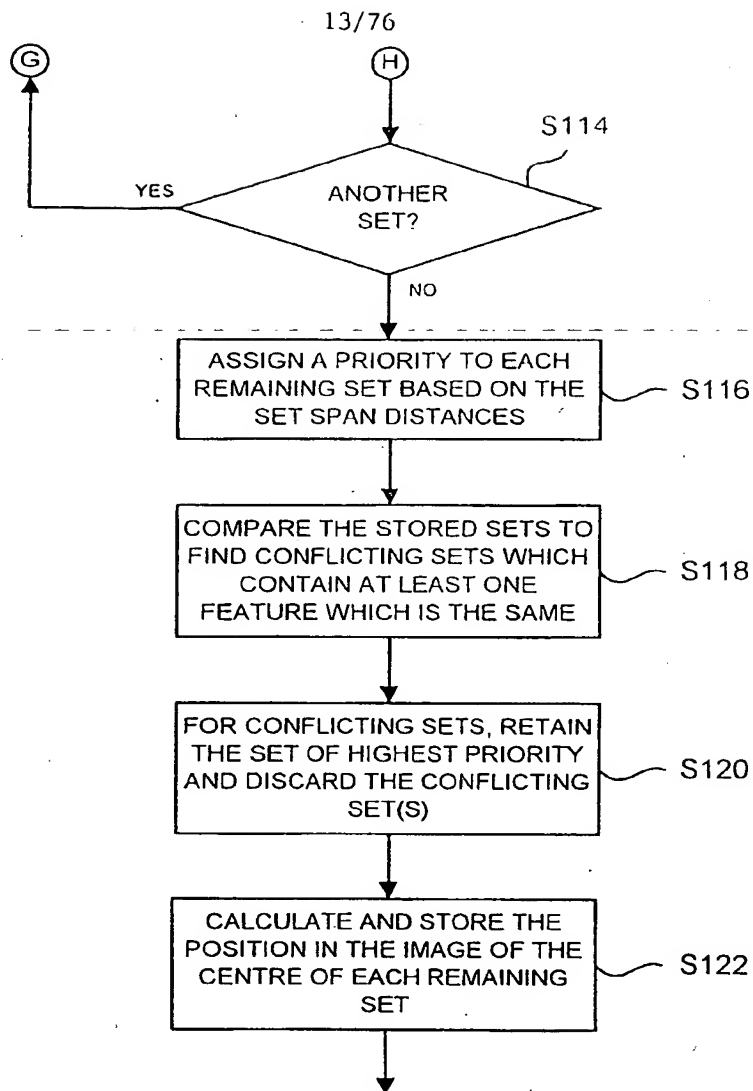 13/76
G
H
S114
YES
ANOTHER
SET?
NO
ASSIGN A PRIORITY TO EACH
REMAINING SET BASED ON THE
SET SPAN DISTANCES
S116
COMPARE THE STORED SETS TO
FIND CONFLICTING SETS WHICH
CONTAIN AT LEAST ONE
FEATURE WHICH IS THE SAME
S118
FOR CONFLICTING SETS, RETAIN
THE SET OF HIGHEST PRIORITY
AND DISCARD THE CONFLICTING
SET(S)
S120
CALCULATE AND STORE THE
POSITION IN THE IMAGE OF THE
CENTRE OF EACH REMAINING
SET
S122